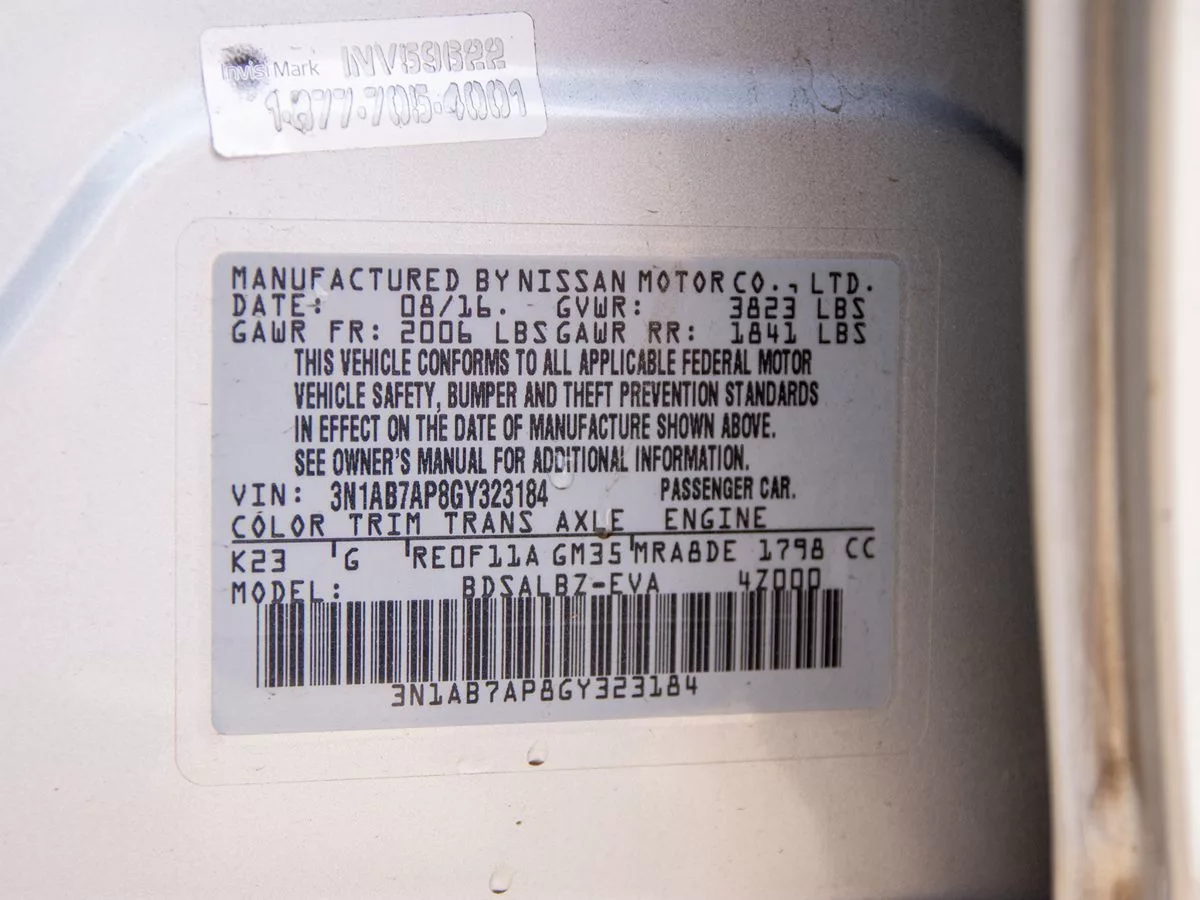 InvisiMark INV59622
1-877-705-4001
MANUFACTURED BY NISSAN MOTOR CO., LTD.
DATE: 08/16. GVWR: 3823 LBS
GAWR FR: 2006 LBS GAWR RR: 1841 LBS
THIS VEHICLE CONFORMS TO ALL APPLICABLE FEDERAL MOTOR
VEHICLE SAFETY, BUMPER AND THEFT PREVENTION STANDARDS
IN EFFECT ON THE DATE OF MANUFACTURE SHOWN ABOVE.
SEE OWNER'S MANUAL FOR ADDITIONAL INFORMATION.
VIN: 3N1AB7AP8GY323184 PASSENGER CAR.
COLOR TRIM TRANS AXLE ENGINE
K23 G RE0F11A GM35 MRA8DE 1798 CC
MODEL: BDSALBZ-EVA 4Z000
3N1AB7AP8GY323184